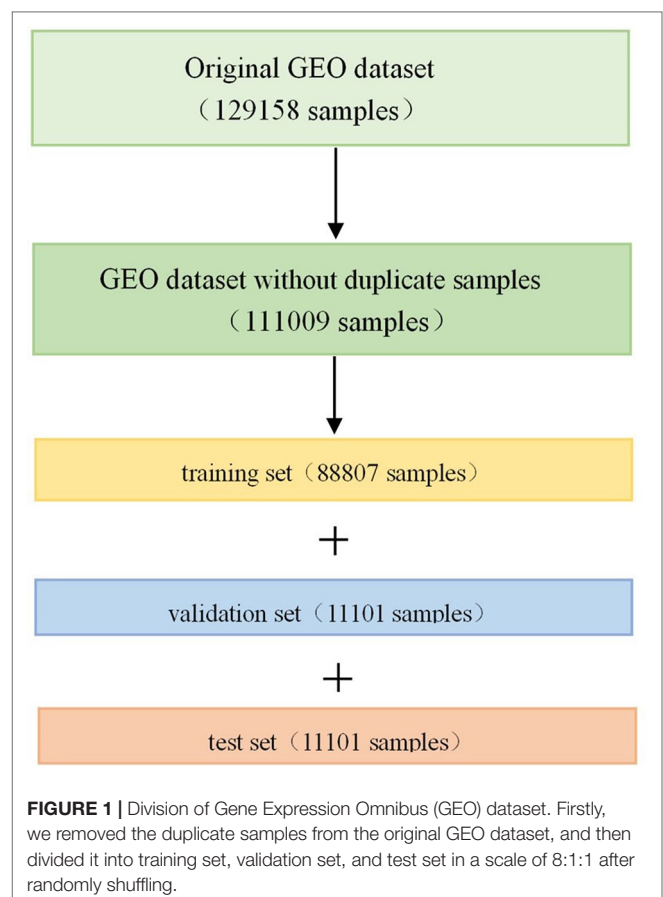 Original GEO dataset
（129158 samples）
GEO dataset without duplicate samples
（111009 samples）
training set（88807 samples）
+
validation set（11101 samples）
+
test set（11101 samples）
FIGURE 1 | Division of Gene Expression Omnibus (GEO) dataset. Firstly,
we removed the duplicate samples from the original GEO dataset, and then
divided it into training set, validation set, and test set in a scale of 8:1:1 after
randomly shuffling.